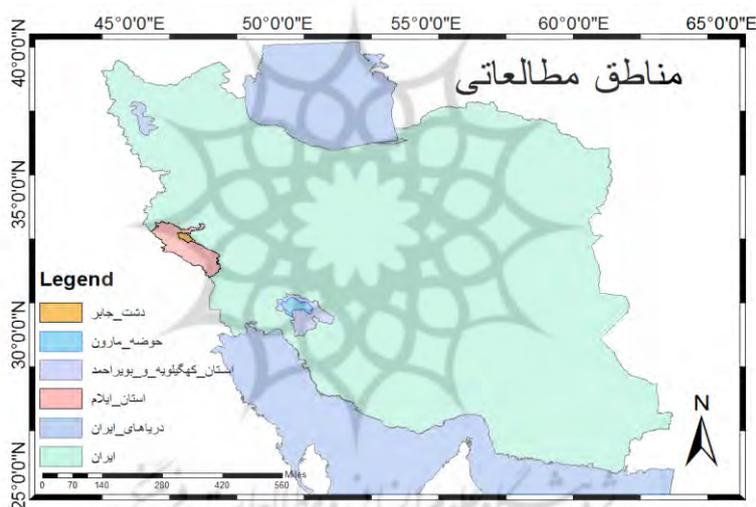 45°0'0"E 50°0'0"E 55°0'0"E 60°0'0"E 65°0'0"E
مناطق مطالعاتی
40°0'0"N
35°0'0"N
30°0'0"N
25°0'0"N
Legend
دشت_جابر
حوضه_مارون
استان_کهگیلویه_و_بویراحمد
استان_ایلام
دریاهای_ایران
ایران
N
Miles
0 70 140 280 420 560